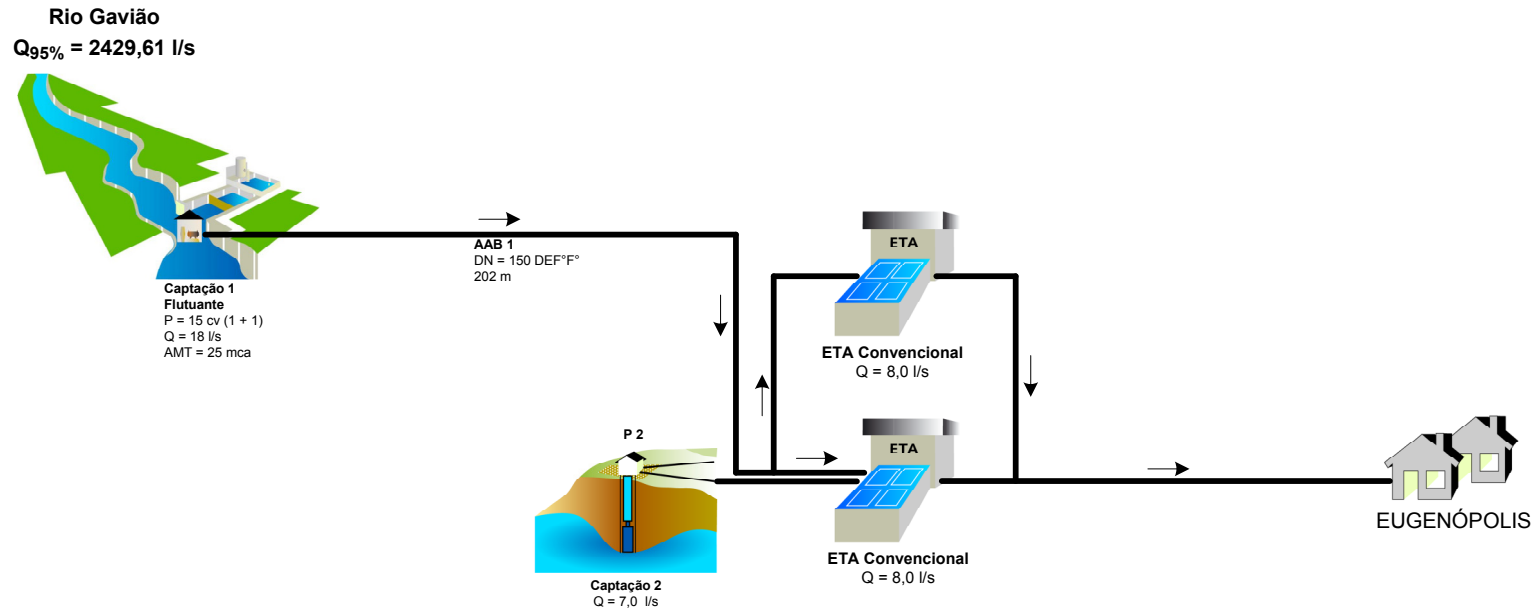 Rio Gavião
Q95% = 2429,61 l/s
Captação 1
Flutuante
P = 15 cv (1 + 1)
Q = 18 l/s
AMT = 25 mca
AAB 1
DN = 150 DEF°F°
202 m
ETA
ETA Convencional
Q = 8,0 l/s
P 2
Captação 2
Q = 7,0 l/s
ETA
ETA Convencional
Q = 8,0 l/s
EUGENÓPOLIS